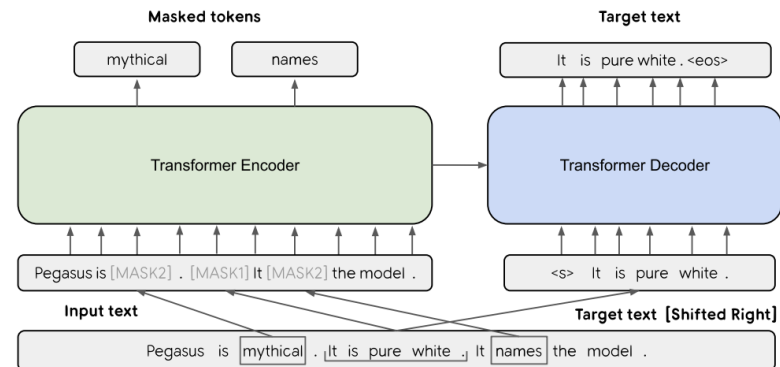 Masked tokens
Target text
mythical
names
It is pure white . <eos>
Transformer Encoder
Transformer Decoder
Pegasus is [MASK2] . [MASK1] It [MASK2] the model .
<s> It is pure white .
Input text
Target text [Shifted Right]
Pegasus is mythical . It is pure white . It names the model .